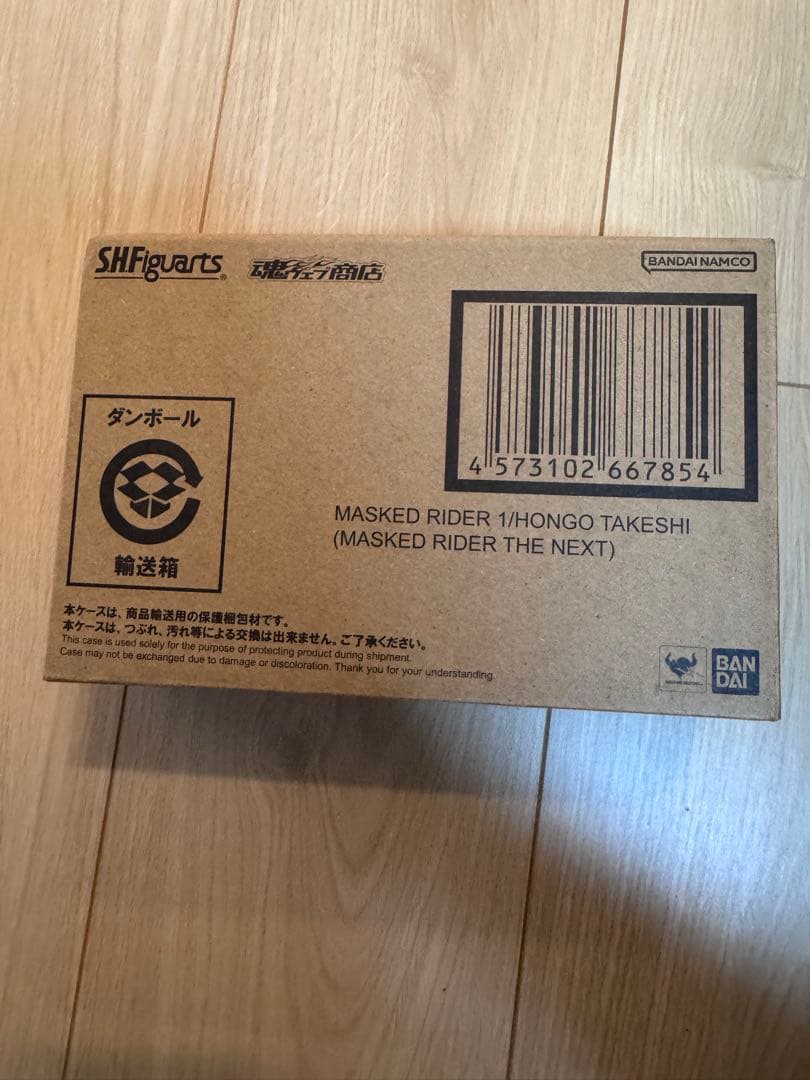 S.H.Figuarts®
魂ウェブ商店
BANDAI NAMCO
4 573102 667854
ダンボール
輸送箱
MASKED RIDER 1/HONGO TAKESHI
(MASKED RIDER THE NEXT)
本ケースは、商品輸送用の保護梱包材です。
本ケースは、つぶれ、汚れ等による交換は出来ません。ご了承ください。
This case is used solely for the purpose of protecting product during shipment.
Case may not be exchanged due to damage or discoloration. Thank you for your understanding.
BAN
DAI